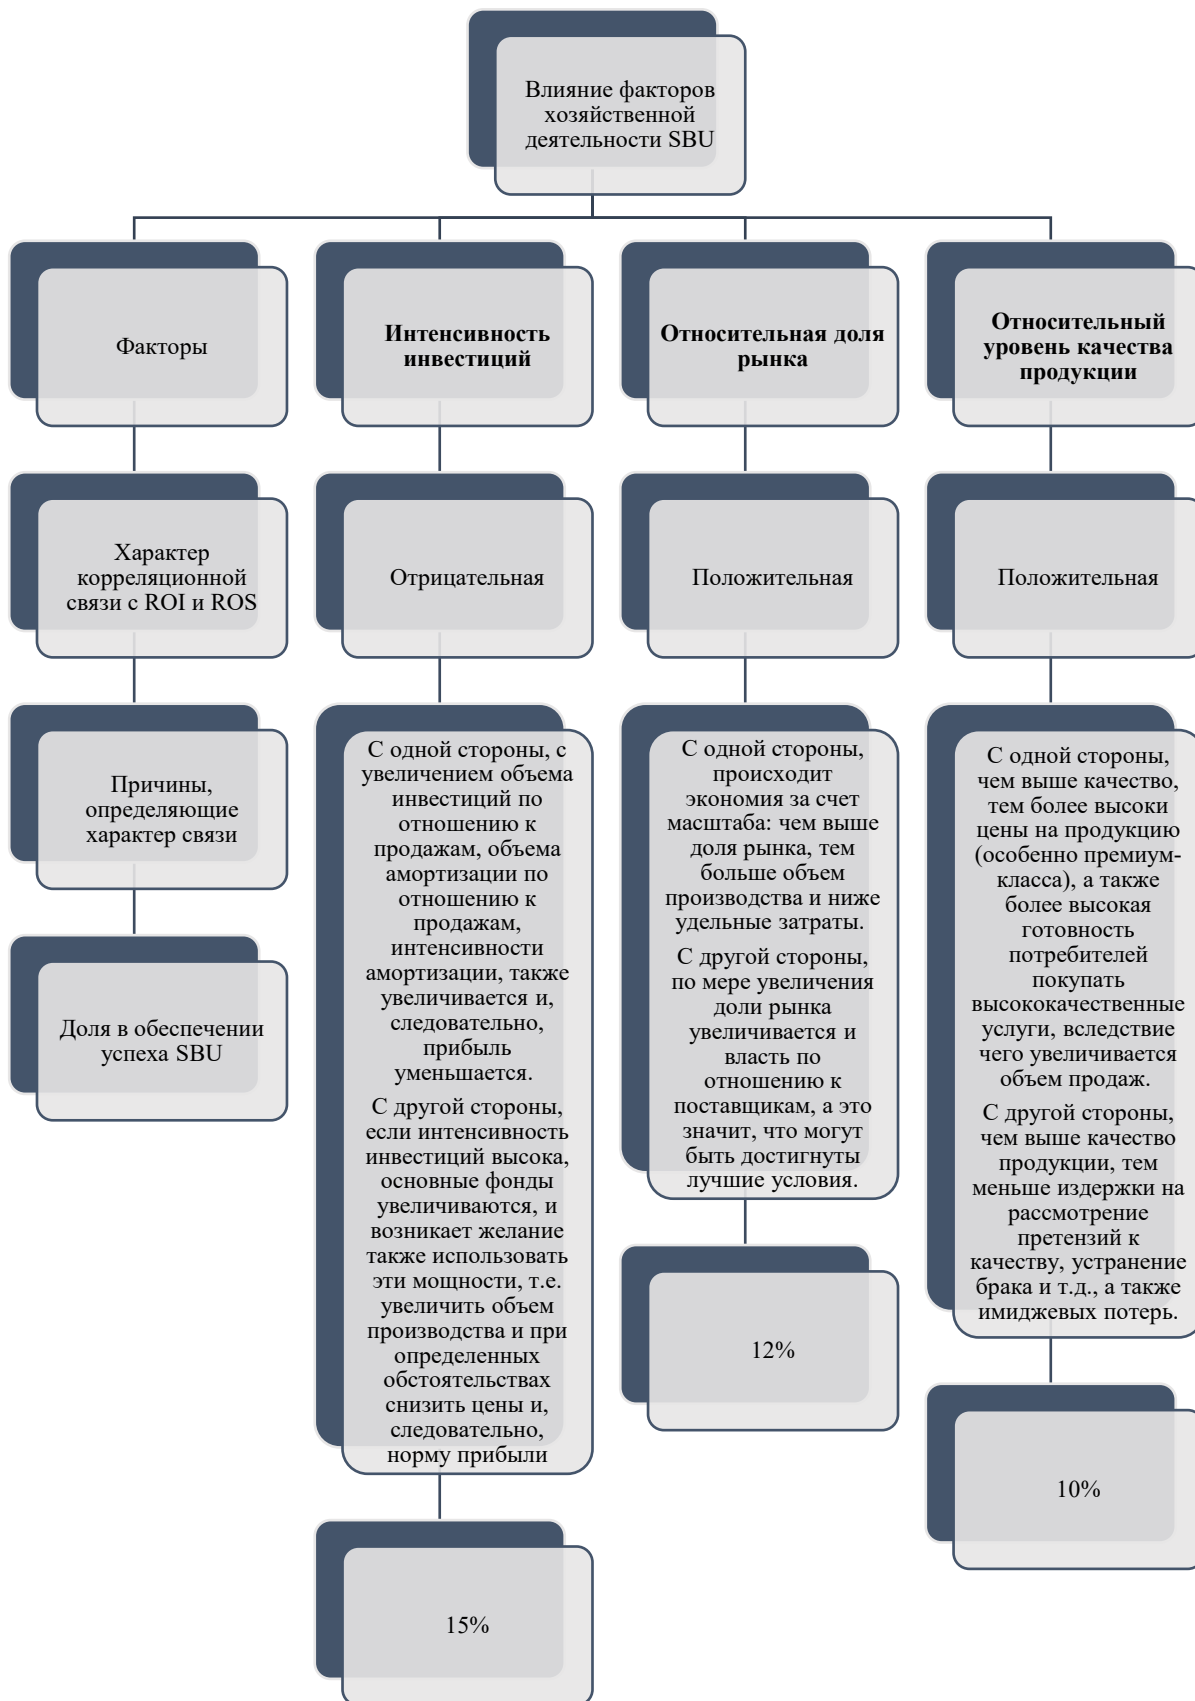 Влияние факторов
хозяйственной
деятельности SBU
Факторы
Характер
корреляционной
связи с ROI и ROS
Причины,
определяющие
характер связи
Доля в обеспечении
успеха SBU
Интенсивность
инвестиций
Отрицательная
С одной стороны, с
увеличением объема
инвестиций по
отношению к
продажам, объема
амортизации по
отношению к
продажам,
интенсивности
амортизации, также
увеличивается и,
следовательно,
прибыль
уменьшается.
С другой стороны,
если интенсивность
инвестиций высока,
основные фонды
увеличиваются, и
возникает желание
также использовать
эти мощности, т.е.
увеличить объем
производства и при
определенных
обстоятельствах
снизить цены и,
следовательно,
норму прибыли
15%
Относительная доля
рынка
Положительная
С одной стороны,
происходит
экономия за счет
масштаба: чем выше
доля рынка, тем
больше объем
производства и ниже
удельные затраты.
С другой стороны,
по мере увеличения
доли рынка
увеличивается и
власть по
отношению к
поставщикам, а это
значит, что могут
быть достигнуты
лучшие условия.
12%
Относительный
уровень качества
продукции
Положительная
С одной стороны,
чем выше качество,
тем более высоки
цены на продукцию
(особенно премиум-
класса), а также
более высокая
готовность
потребителей
покупать
высококачественные
услуги, вследствие
чего увеличивается
объем продаж.
С другой стороны,
чем выше качество
продукции, тем
меньше издержки на
рассмотрение
претензий к
качеству, устранение
брака и т.д., а также
имиджевых потерь.
10%